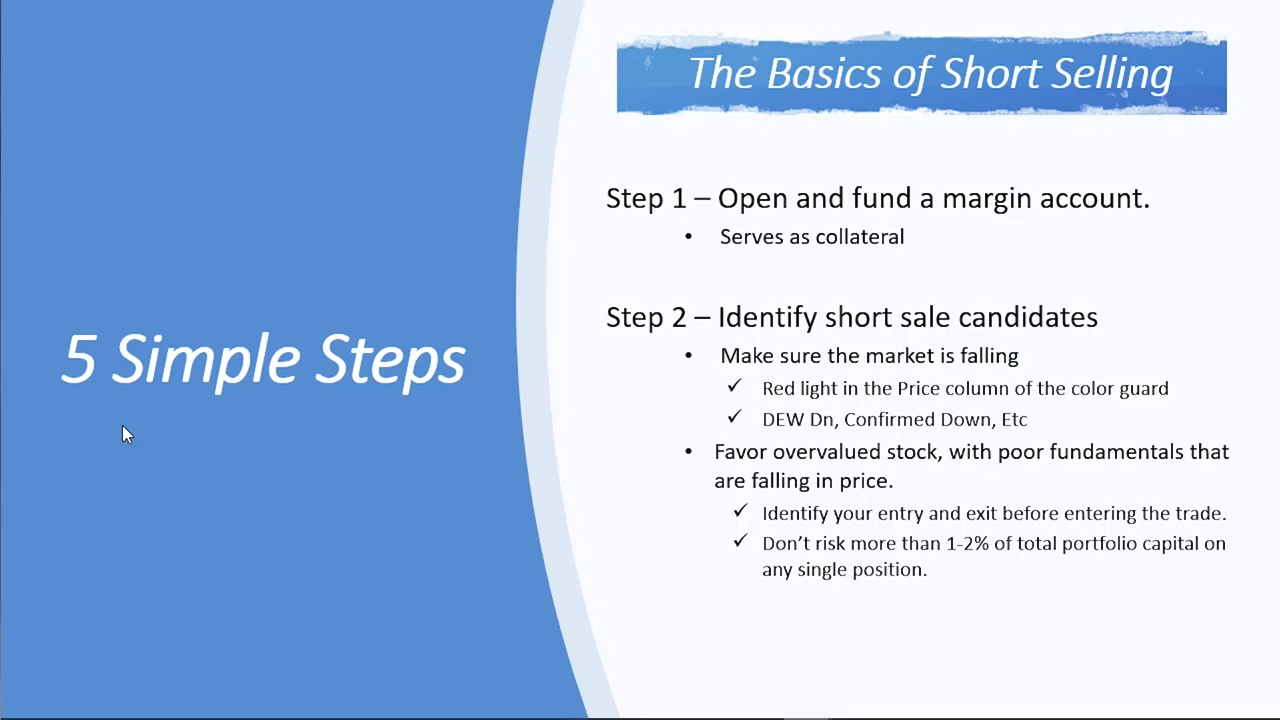 The Basics of Short Selling
5 Simple Steps
Step 1 – Open and fund a margin account.
• Serves as collateral
Step 2 – Identify short sale candidates
• Make sure the market is falling
✓ Red light in the Price column of the color guard
✓ DEW Dn, Confirmed Down, Etc
• Favor overvalued stock, with poor fundamentals that
are falling in price.
✓ Identify your entry and exit before entering the trade.
✓ Don’t risk more than 1-2% of total portfolio capital on
any single position.